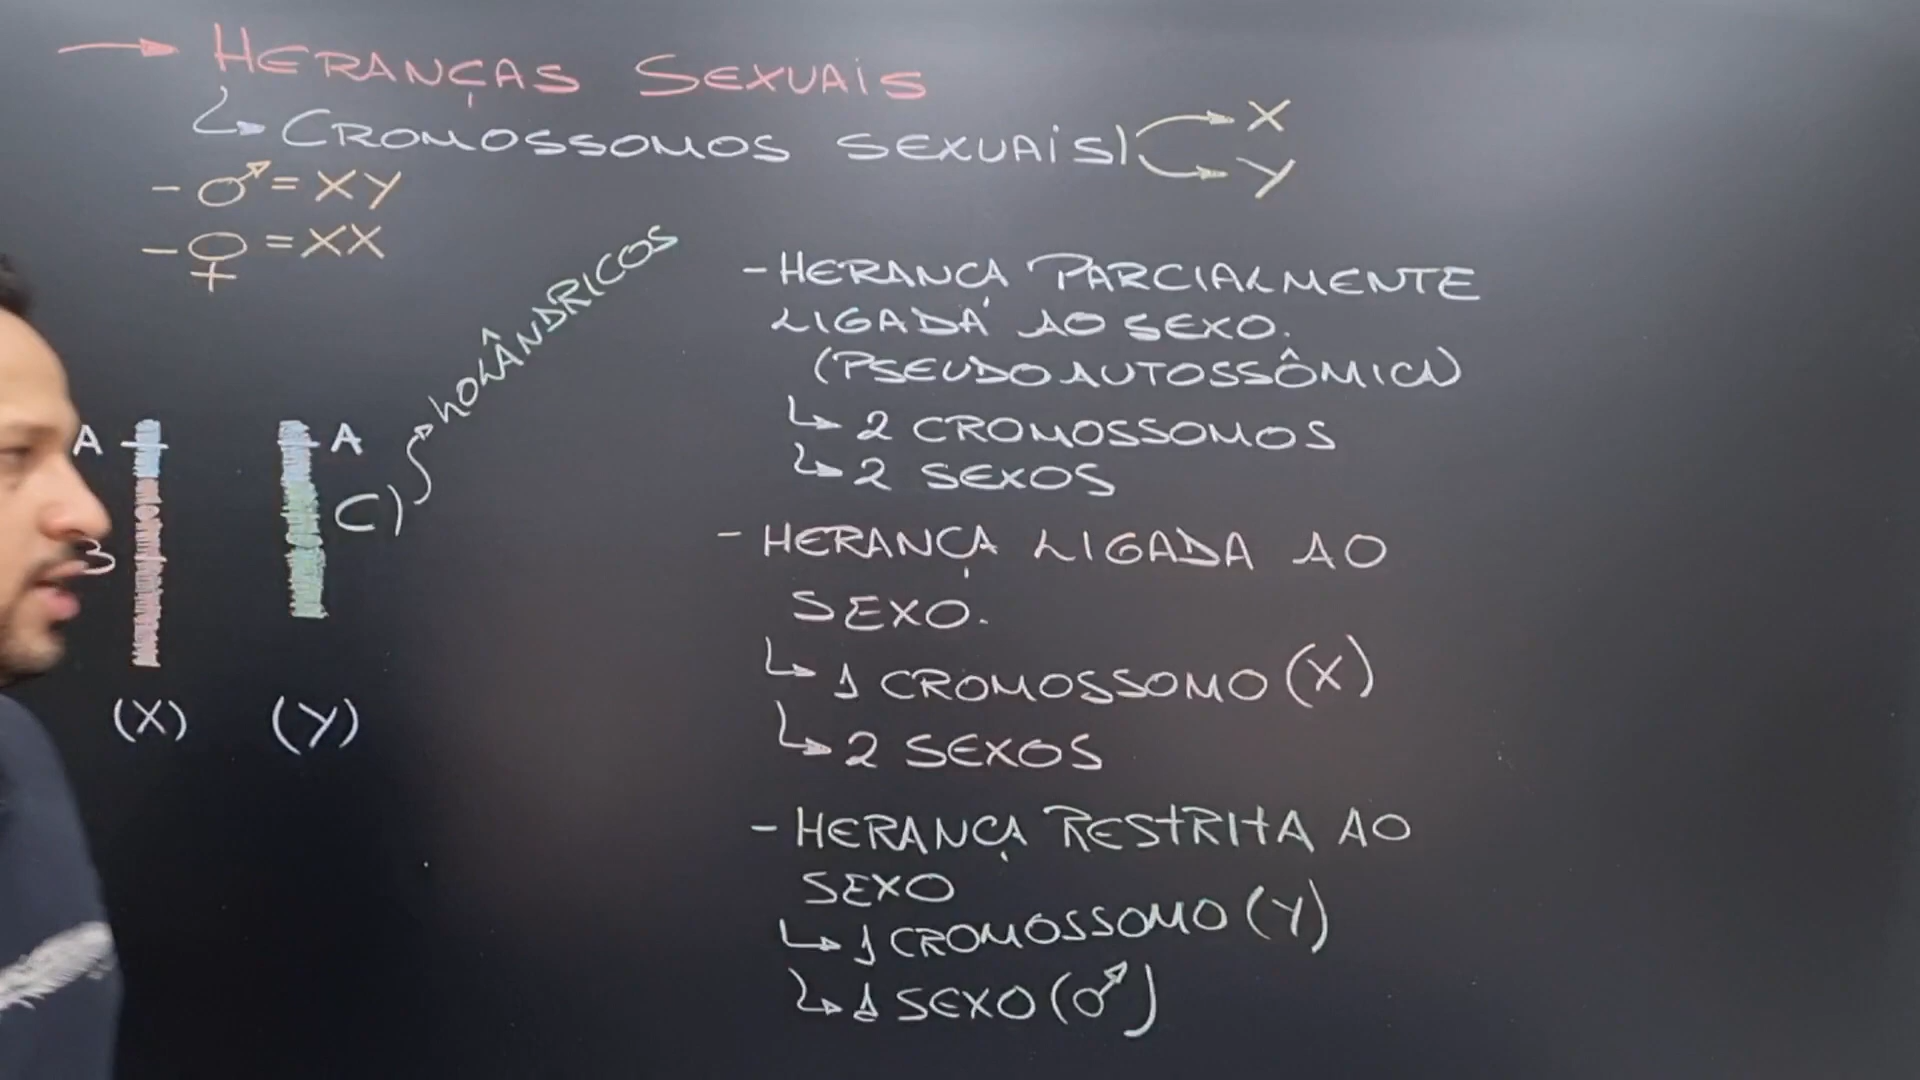 HERANÇAS SEXUAIS
CROMOSSOMOS SEXUAIS
X
Y
- ♂ = XY
- ♀ = XX
HOLÂNDRICOS
A
A
C)
B
(X)
(Y)
- HERANÇA PARCIALMENTE
LIGADA AO SEXO.
(PSEUDOAUTOSSÔMICA)
2 CROMOSSOMOS
2 SEXOS
- HERANÇA LIGADA AO
SEXO.
1 CROMOSSOMO (X)
2 SEXOS
- HERANÇA RESTRITA AO
SEXO
1 CROMOSSOMO (Y)
1 SEXO (♂)